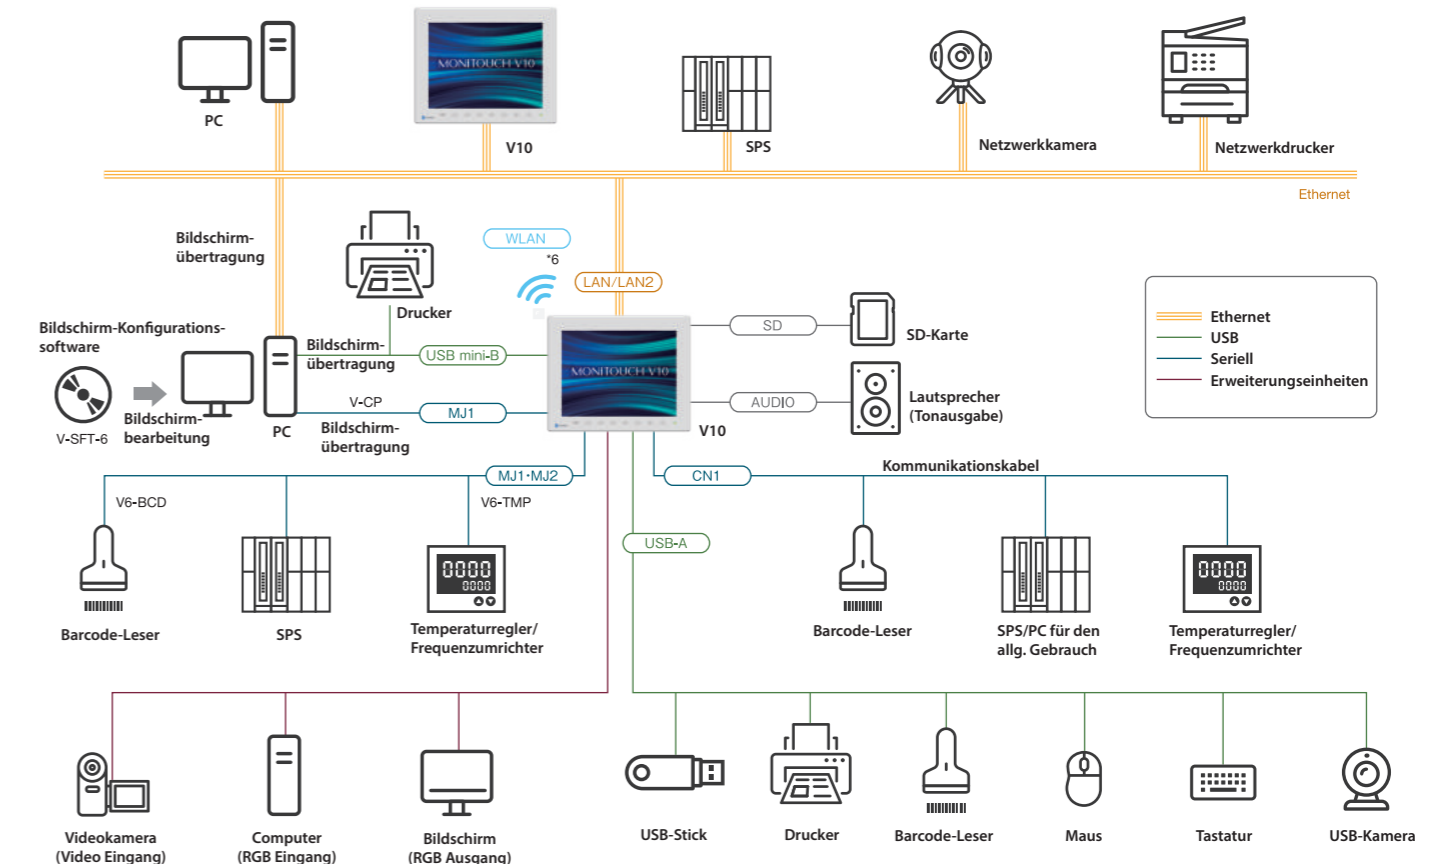 MONITOUCH V10
PC
V10
SPS
Netzwerkkamera
Netzwerkdrucker
Ethernet
Bildschirm-
übertragung
WLAN
*6
LAN/LAN2
Drucker
Ethernet
USB
Seriell
Erweiterungseinheiten
Bildschirm-Konfigurations-
software
Bildschirm-
übertragung
USB mini-B
SD
SD-Karte
MONITOUCH V10
V-SFT-6
Bildschirm-
bearbeitung
PC
V-CP
MJ1
Bildschirm-
übertragung
AUDIO
Lautsprecher
(Tonausgabe)
V10
MJ1·MJ2
CN1
Kommunikationskabel
V6-BCD
V6-TMP
USB-A
0000
0000
0000
0000
Barcode-Leser
SPS
Temperaturregler/
Frequenzumrichter
Barcode-Leser
SPS/PC für den
allg. Gebrauch
Temperaturregler/
Frequenzumrichter
Videokamera
(Video Eingang)
Computer
(RGB Eingang)
Bildschirm
(RGB Ausgang)
USB-Stick
Drucker
Barcode-Leser
Maus
Tastatur
USB-Kamera